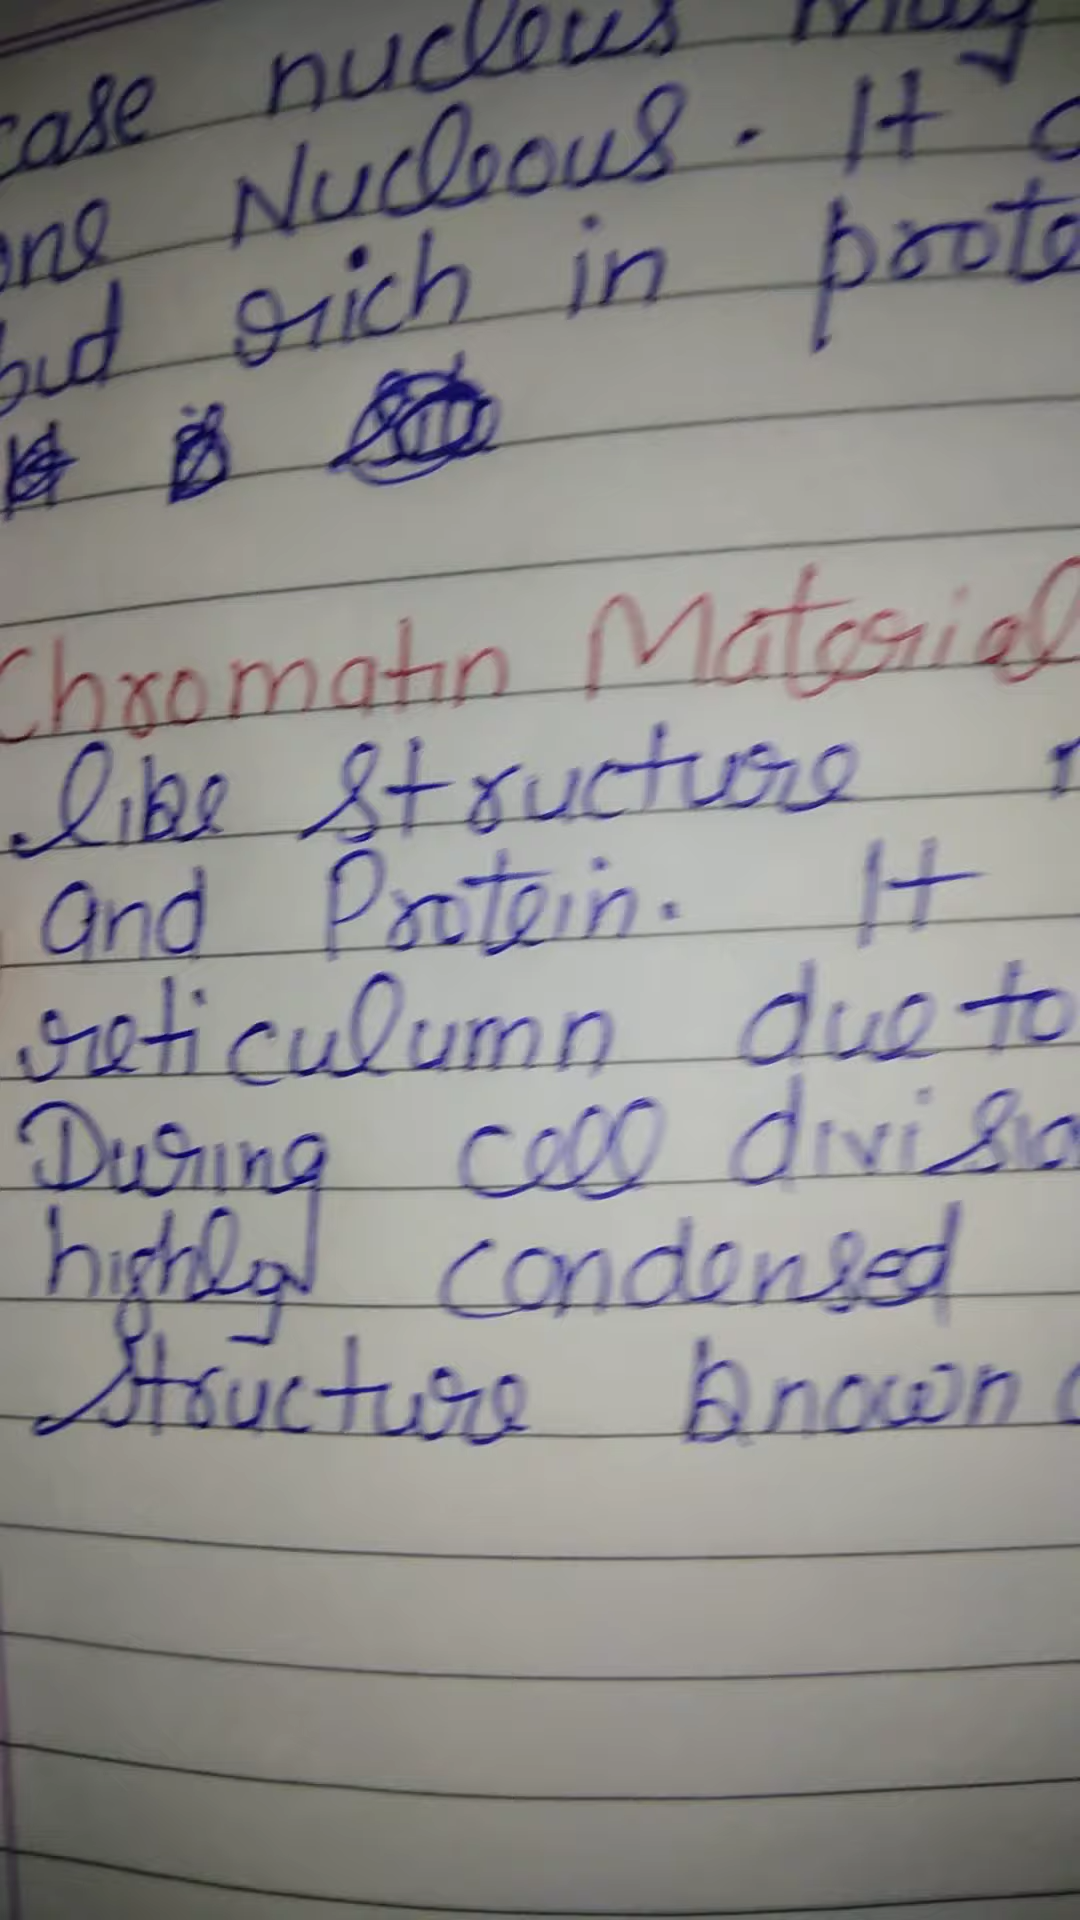 case nucleus may
one Nucleous. It
bud rich in prote
Chromatin Material
like structure
and Protein. It
reticulumn due to
During cell divisio
highly condensed
structure known